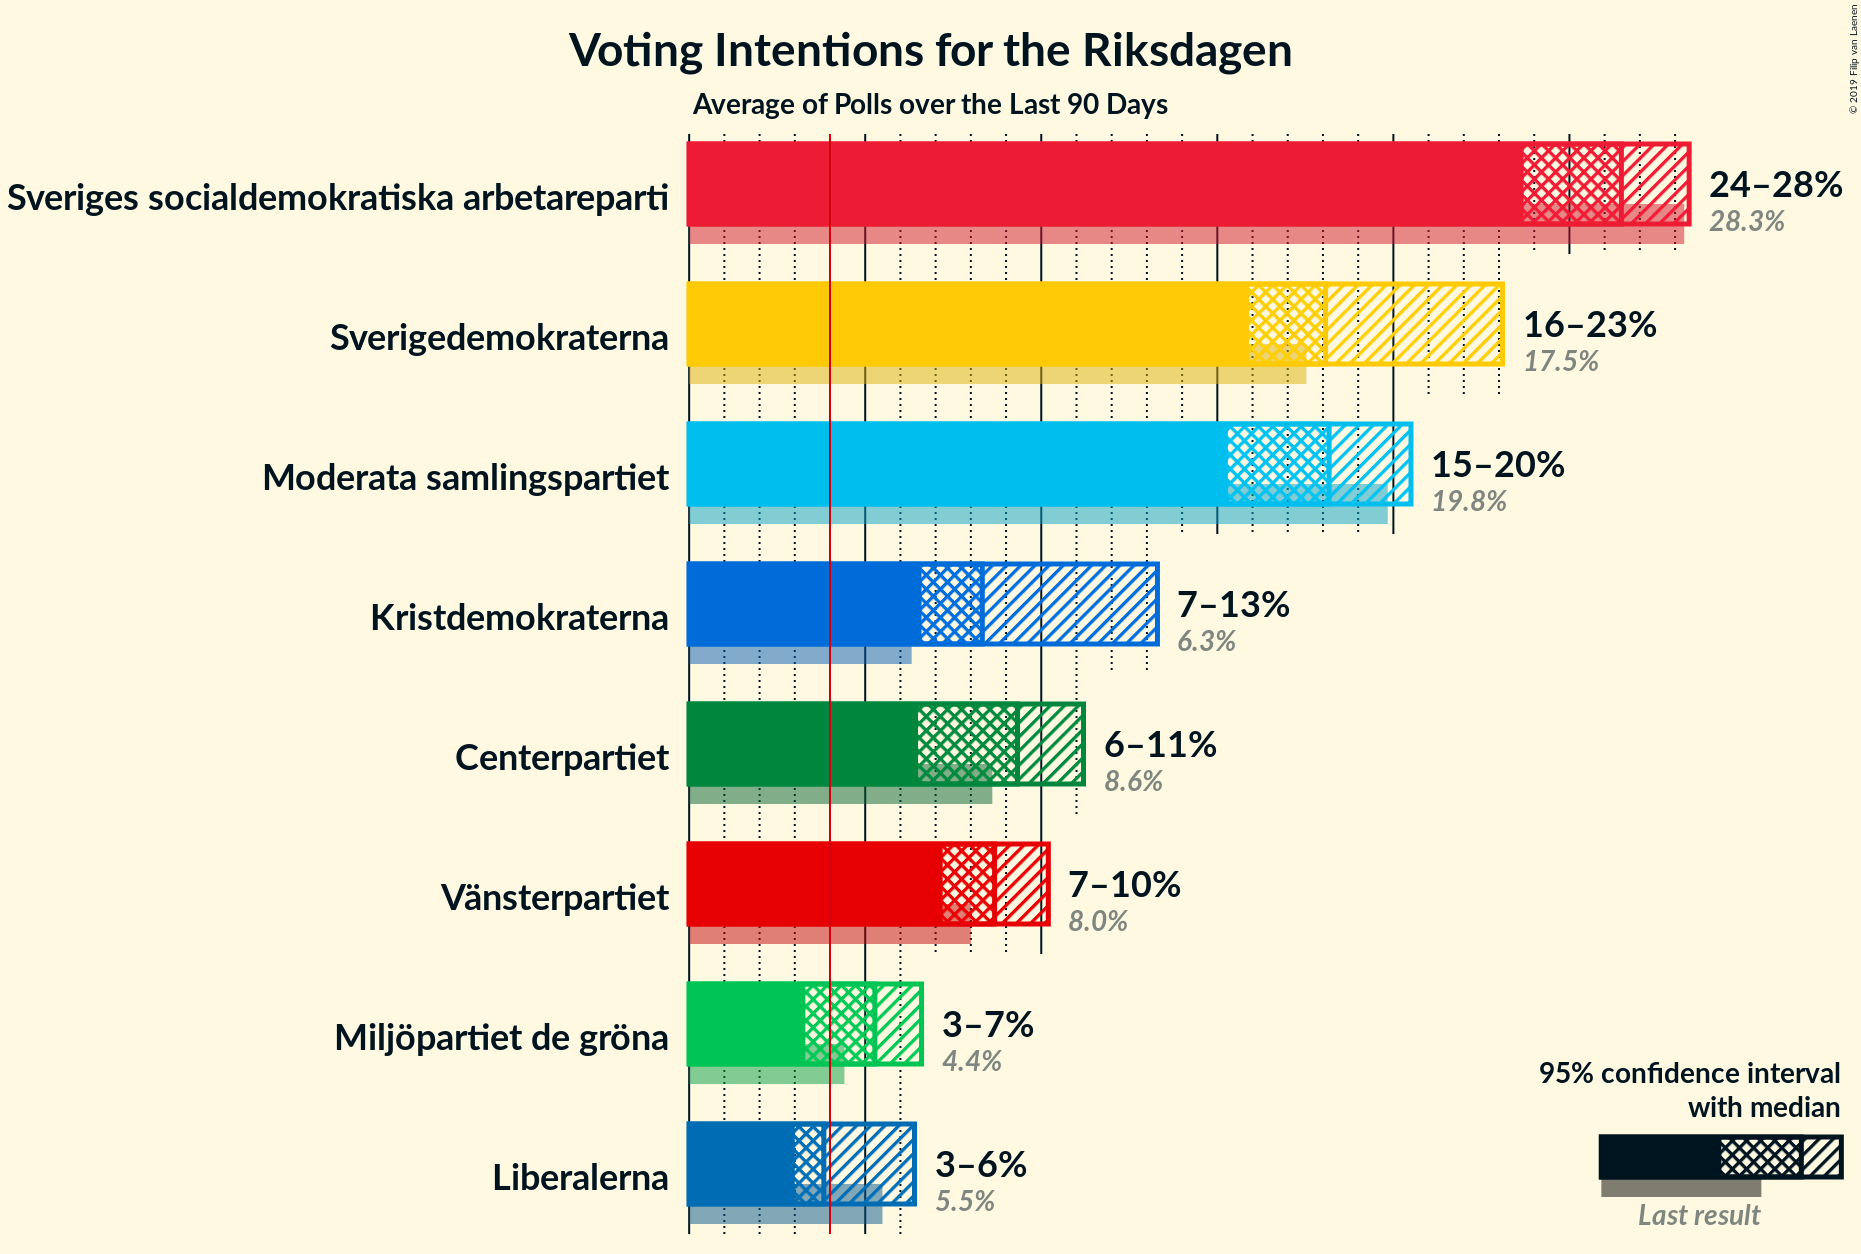 Voting Intentions for the Riksdagen
Average of Polls over the Last 90 Days
© 2019 Filip van Laenen
Sveriges socialdemokratiska arbetareparti
24–28%
28.3%
Sverigedemokraterna
16–23%
17.5%
Moderata samlingspartiet
15–20%
19.8%
Kristdemokraterna
7–13%
6.3%
Centerpartiet
6–11%
8.6%
Vänsterpartiet
7–10%
8.0%
Miljöpartiet de gröna
3–7%
4.4%
Liberalerna
3–6%
5.5%
95% confidence interval
with median
Last result